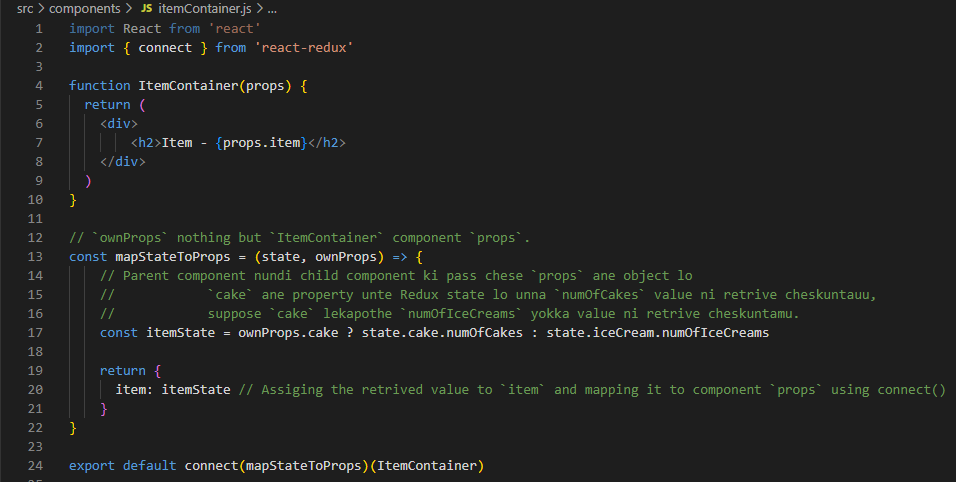 src > components > JS itemContainer.js > ...
1 import React from 'react'
2 import { connect } from 'react-redux'
3
4 function ItemContainer(props) {
5   return (
6     <div>
7         <h2>Item - {props.item}</h2>
8     </div>
9   )
10 }
11
12 // `ownProps` nothing but `ItemContainer` component `props`.
13 const mapStateToProps = (state, ownProps) => {
14     // Parent component nundi child component ki pass chese `props` ane object lo
15     //            `cake` ane property unte Redux state lo unna `numOfCakes` value ni retrive cheskuntauu,
16     //            suppose `cake` lekapothe `numOfIceCreams` yokka value ni retrive cheskuntamu.
17     const itemState = ownProps.cake ? state.cake.numOfCakes : state.iceCream.numOfIceCreams
18
19     return {
20       item: itemState // Assiging the retrived value to `item` and mapping it to component `props` using connect()
21     }
22 }
23
24 export default connect(mapStateToProps)(ItemContainer)